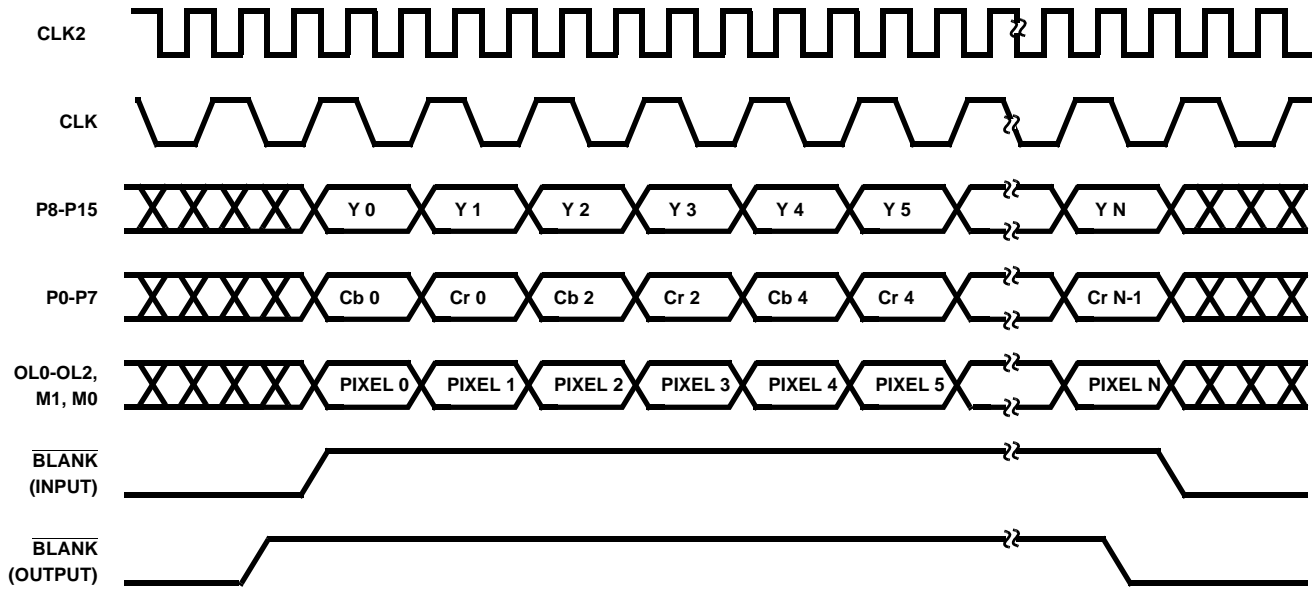 CLK2
CLK
P8-P15
Y 0 Y 1 Y 2 Y 3 Y 4 Y 5 Y N
P0-P7
Cb 0 Cr 0 Cb 2 Cr 2 Cb 4 Cr 4 Cr N-1
OL0-OL2,
M1, M0
PIXEL 0 PIXEL 1 PIXEL 2 PIXEL 3 PIXEL 4 PIXEL 5 PIXEL N
BLANK
(INPUT)
BLANK
(OUTPUT)